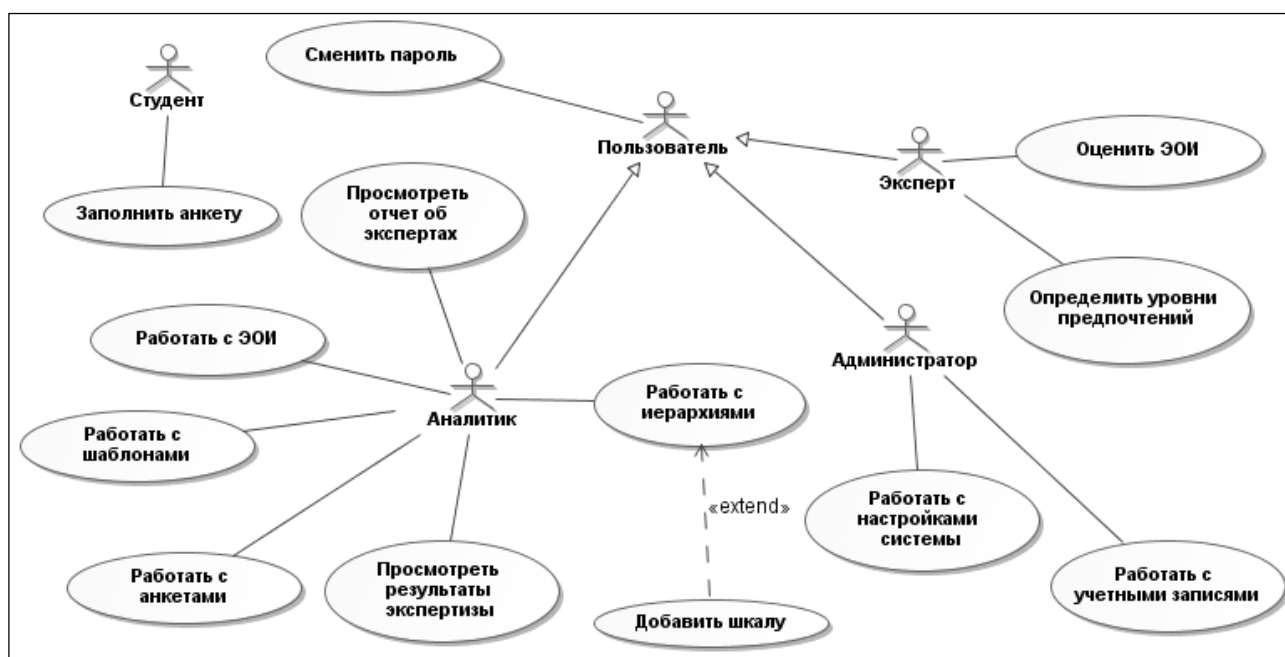 Сменить пароль
Студент
Пользователь
Оценить ЭОИ
Эксперт
Заполнить анкету
Просмотреть
отчет об
экспертах
Определить уровни
предпочтений
Работать с ЭОИ
Администратор
Аналитик
Работать с
иерархиями
Работать с
шаблонами
«extend»
Работать с
настройками
системы
Работать с
анкетами
Просмотреть
результаты
экспертизы
Добавить шкалу
Работать с
учетными записями